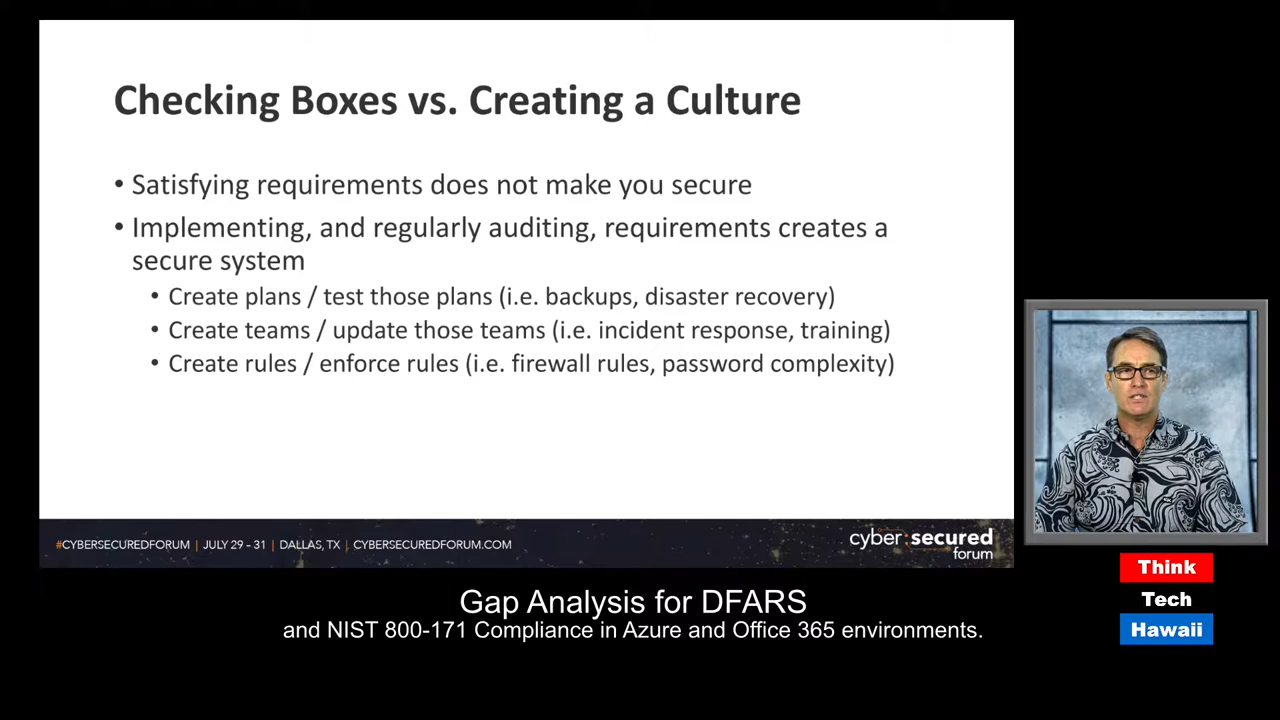 Checking Boxes vs. Creating a Culture
• Satisfying requirements does not make you secure
• Implementing, and regularly auditing, requirements creates a
secure system
• Create plans / test those plans (i.e. backups, disaster recovery)
• Create teams / update those teams (i.e. incident response, training)
• Create rules / enforce rules (i.e. firewall rules, password complexity)
#CYBERSECUREDFORUM | JULY 29 - 31 | DALLAS, TX | CYBERSECUREDFORUM.COM
cyber:secured
forum
Think
Tech
Hawaii
Gap Analysis for DFARS
and NIST 800-171 Compliance in Azure and Office 365 environments.